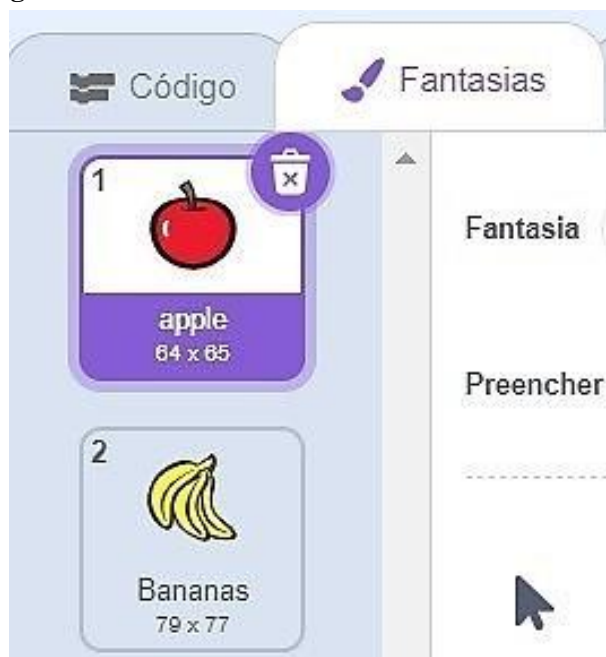 Código
Fantasias
1
apple
64 x 65
2
Bananas
79 x 77
Fantasia
Preencher